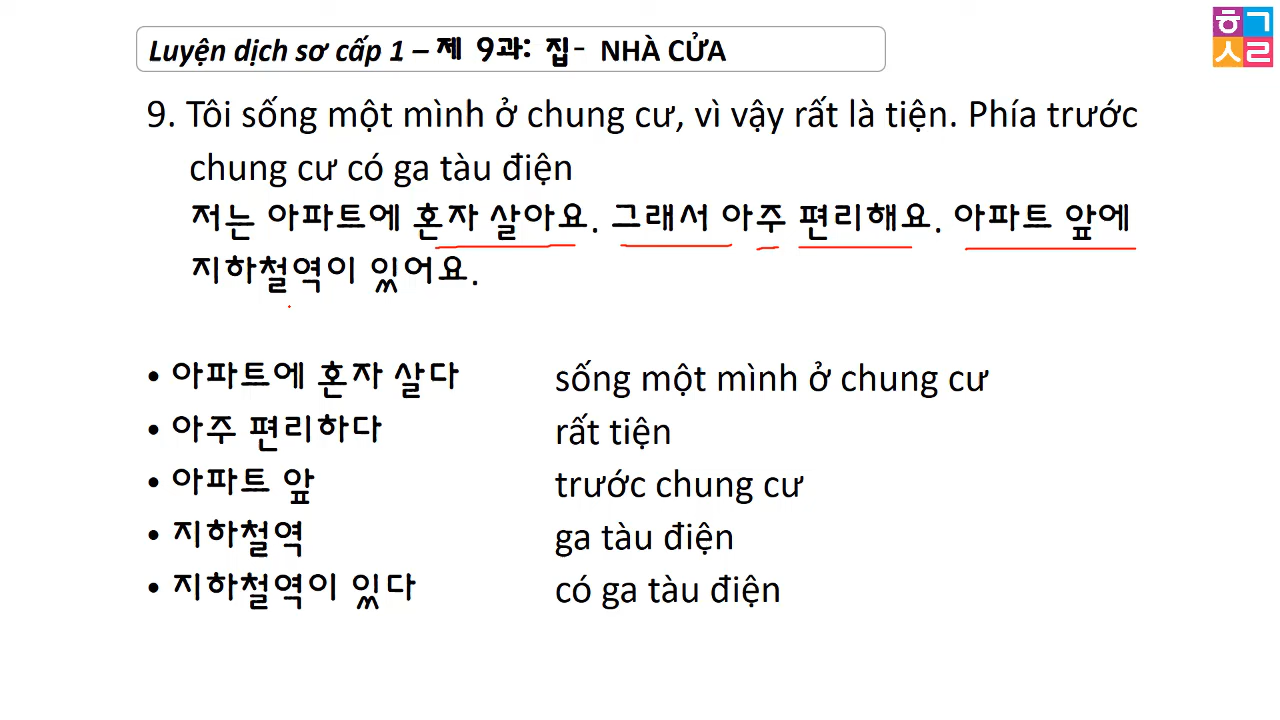 Luyện dịch sơ cấp 1 – 제 9과: 집- NHÀ CỬA
ㅎㄱ
ㅅㄹ
9. Tôi sống một mình ở chung cư, vì vậy rất là tiện. Phía trước
chung cư có ga tàu điện
저는 아파트에 혼자 살아요. 그래서 아주 편리해요. 아파트 앞에
지하철역이 있어요.
• 아파트에 혼자 살다 sống một mình ở chung cư
• 아주 편리하다 rất tiện
• 아파트 앞 trước chung cư
• 지하철역 ga tàu điện
• 지하철역이 있다 có ga tàu điện